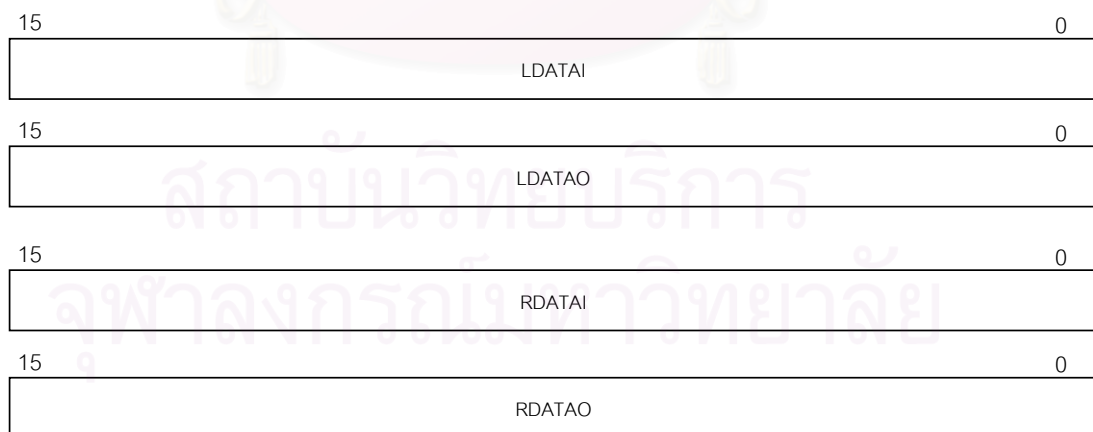 15 0
LDATAI
15 0
LDATAO
สถาบันวิทยบริการ
15 0
RDATAI
จุฬาลงกรณ์มหาวิทยาลัย
15 0
RDATAO